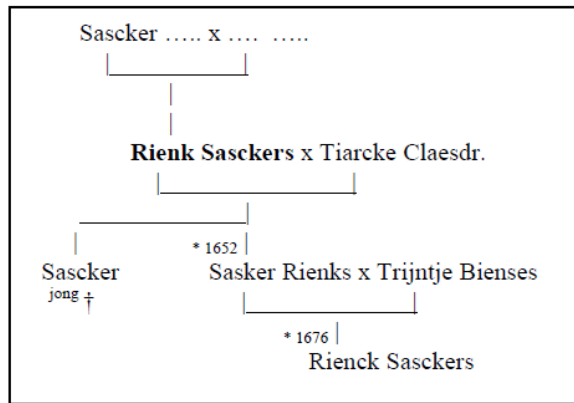 Sascker ….. x …. …..
Rienk Sasckers x Tiarcke Claesdr.
* 1652
Sascker Sasker Rienks x Trijntje Bienses
jong †
* 1676
Rienck Sasckers